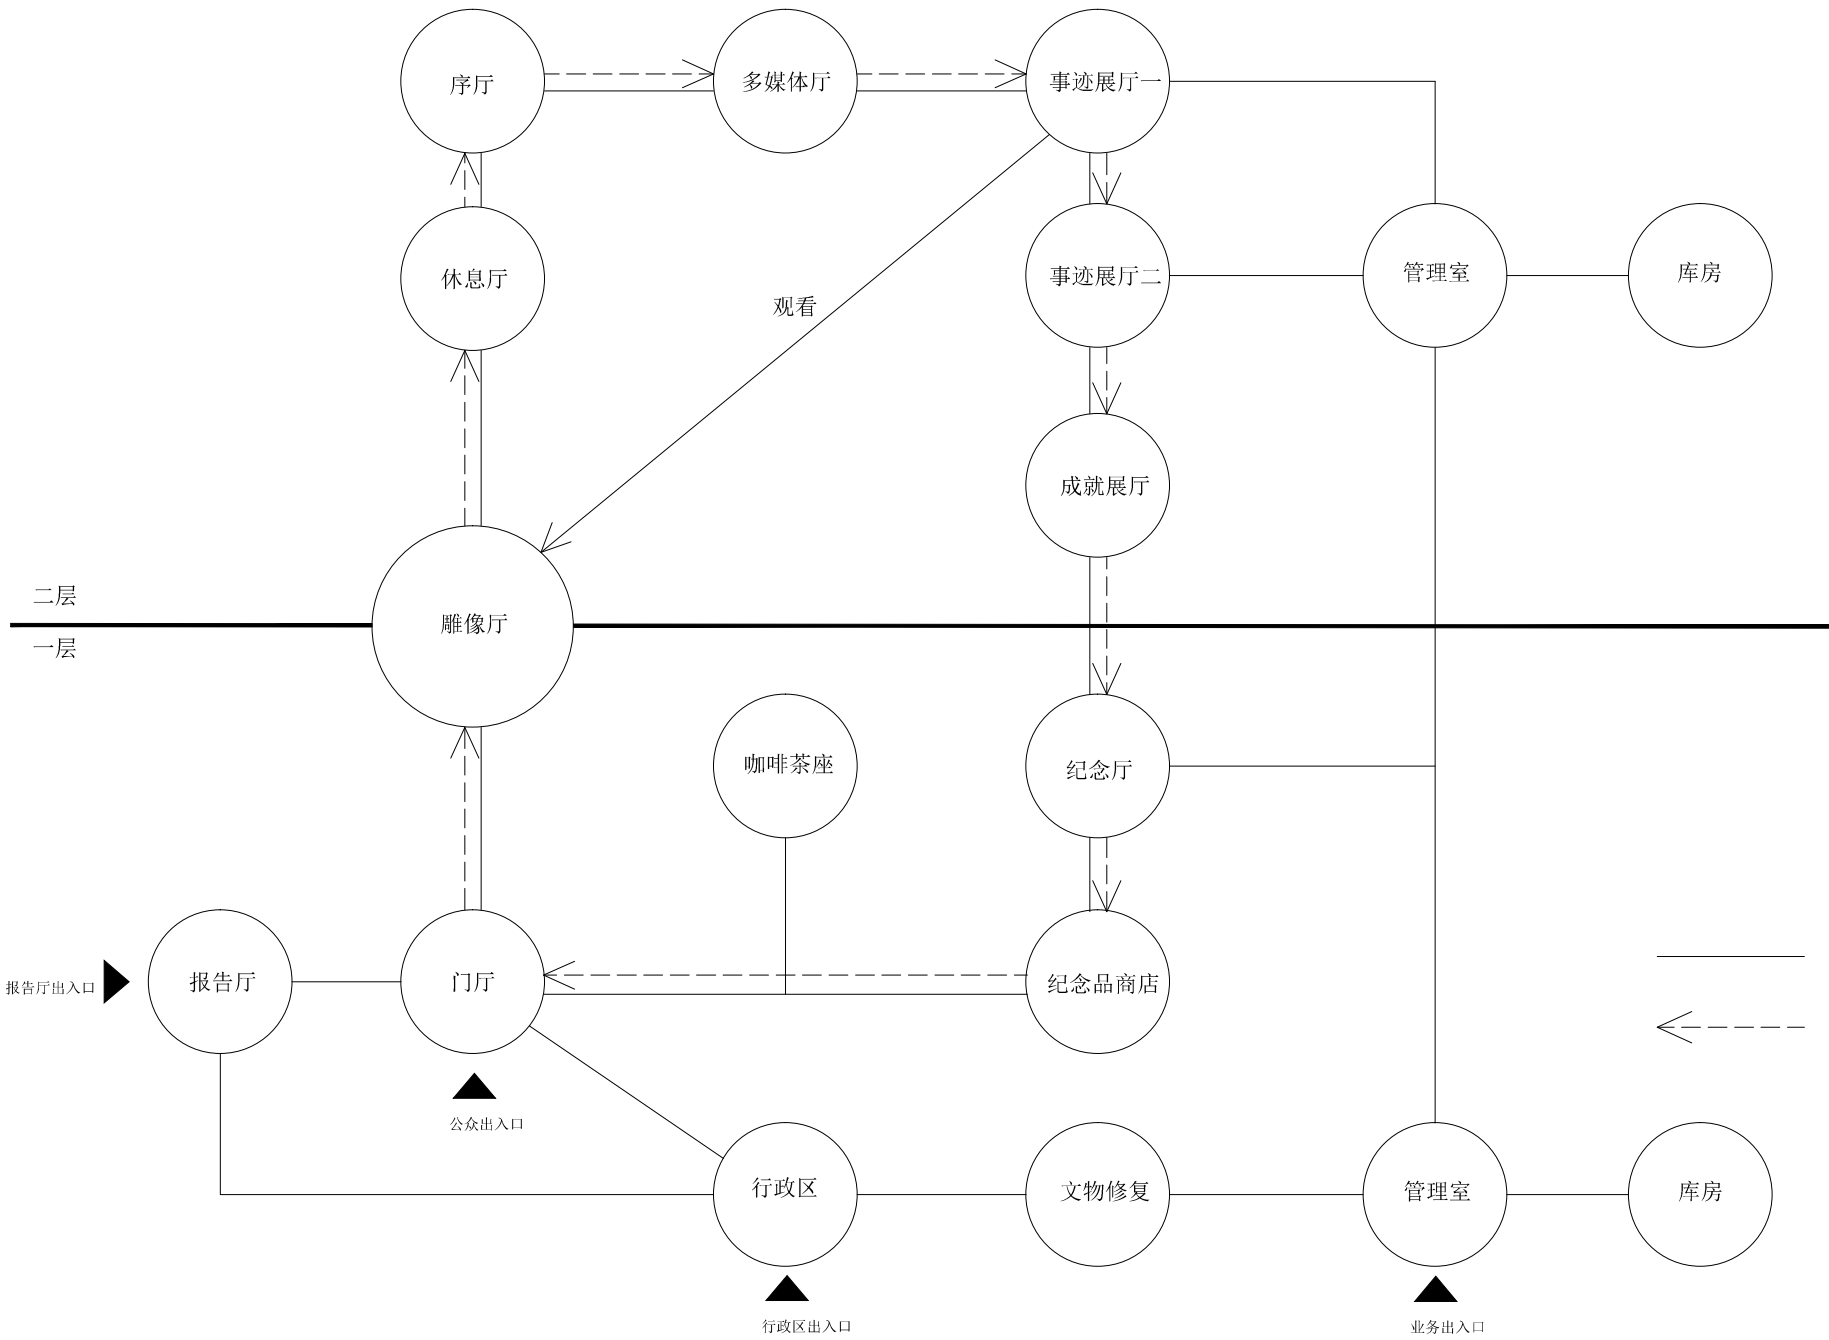 序厅
多媒体厅
事迹展厅一
休息厅
事迹展厅二
管理室
库房
观看
成就展厅
二层
雕像厅
一层
咖啡茶座
纪念厅
报告厅出入口
报告厅
门厅
纪念品商店
公众出入口
行政区
文物修复
管理室
库房
行政区出入口
业务出入口